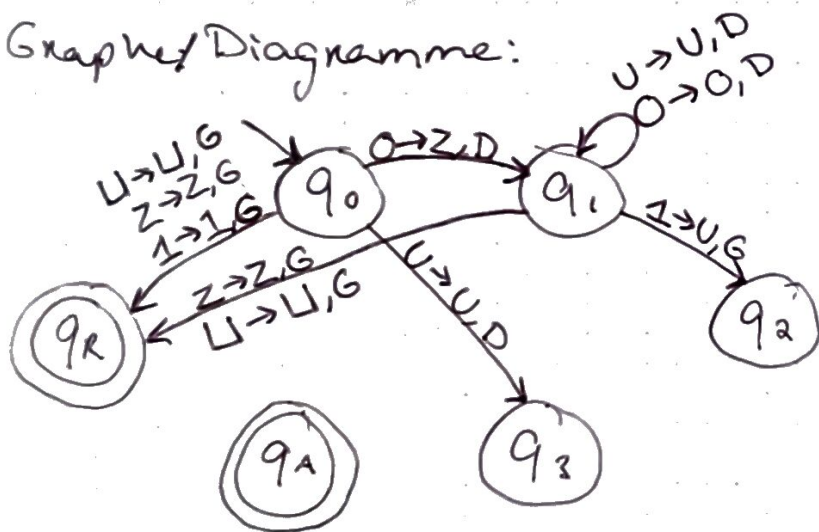 Graphe/Diagramme:
U→U,D
0→0,D
⊔→⊔,G
Z→Z,G
1→1,G
q0
0→Z,D
q1
1→U,G
Z→Z,G
⊔→⊔,G
U→U,D
qR
q2
qA
q3